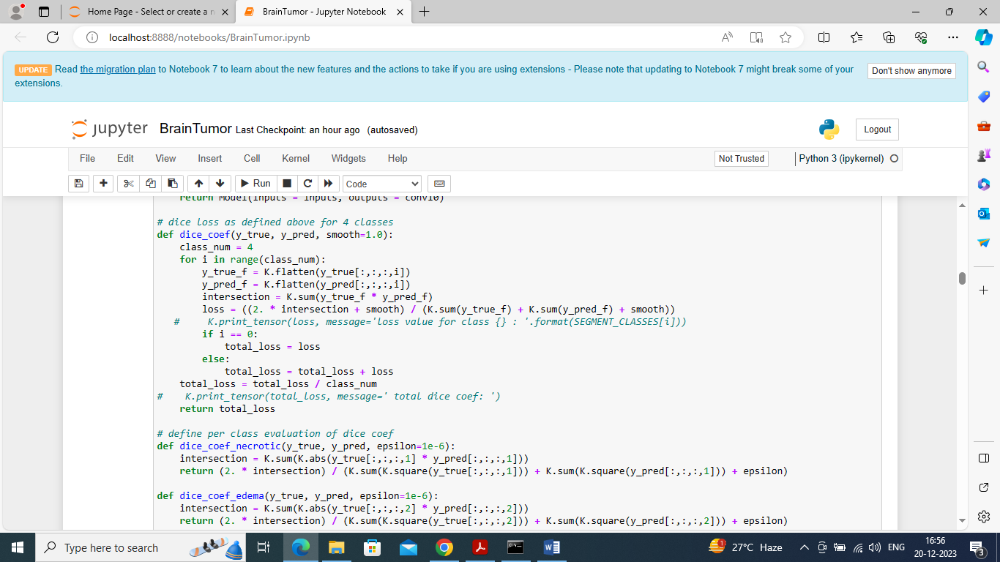 Home Page - Select or create a n
BrainTumor - Jupyter Notebook
localhost:8888/notebooks/BrainTumor.ipynb
UPDATE Read the migration plan to Notebook 7 to learn about the new features and the actions to take if you are using extensions - Please note that updating to Notebook 7 might break some of your
extensions.
Don't show anymore
jupyter BrainTumor Last Checkpoint: an hour ago (autosaved)
Logout
File Edit View Insert Cell Kernel Widgets Help
Not Trusted
Python 3 (ipykernel)
Run
Code
return Model(inputs = inputs, outputs = conv10)
# dice loss as defined above for 4 classes
def dice_coef(y_true, y_pred, smooth=1.0):
    class_num = 4
    for i in range(class_num):
        y_true_f = K.flatten(y_true[:,:,:,i])
        y_pred_f = K.flatten(y_pred[:,:,:,i])
        intersection = K.sum(y_true_f * y_pred_f)
        loss = ((2. * intersection + smooth) / (K.sum(y_true_f) + K.sum(y_pred_f) + smooth))
   #     K.print_tensor(loss, message='loss value for class {} : '.format(SEGMENT_CLASSES[i]))
        if i == 0:
            total_loss = loss
        else:
            total_loss = total_loss + loss
    total_loss = total_loss / class_num
#    K.print_tensor(total_loss, message=' total dice coef: ')
    return total_loss
# define per class evaluation of dice coef
def dice_coef_necrotic(y_true, y_pred, epsilon=1e-6):
    intersection = K.sum(K.abs(y_true[:,:,:,1] * y_pred[:,:,:,1]))
    return (2. * intersection) / (K.sum(K.square(y_true[:,:,:,1])) + K.sum(K.square(y_pred[:,:,:,1])) + epsilon)
def dice_coef_edema(y_true, y_pred, epsilon=1e-6):
    intersection = K.sum(K.abs(y_true[:,:,:,2] * y_pred[:,:,:,2]))
    return (2. * intersection) / (K.sum(K.square(y_true[:,:,:,2])) + K.sum(K.square(y_pred[:,:,:,2])) + epsilon)
Type here to search
1
27°C Haze
ENG
16:56
20-12-2023
3